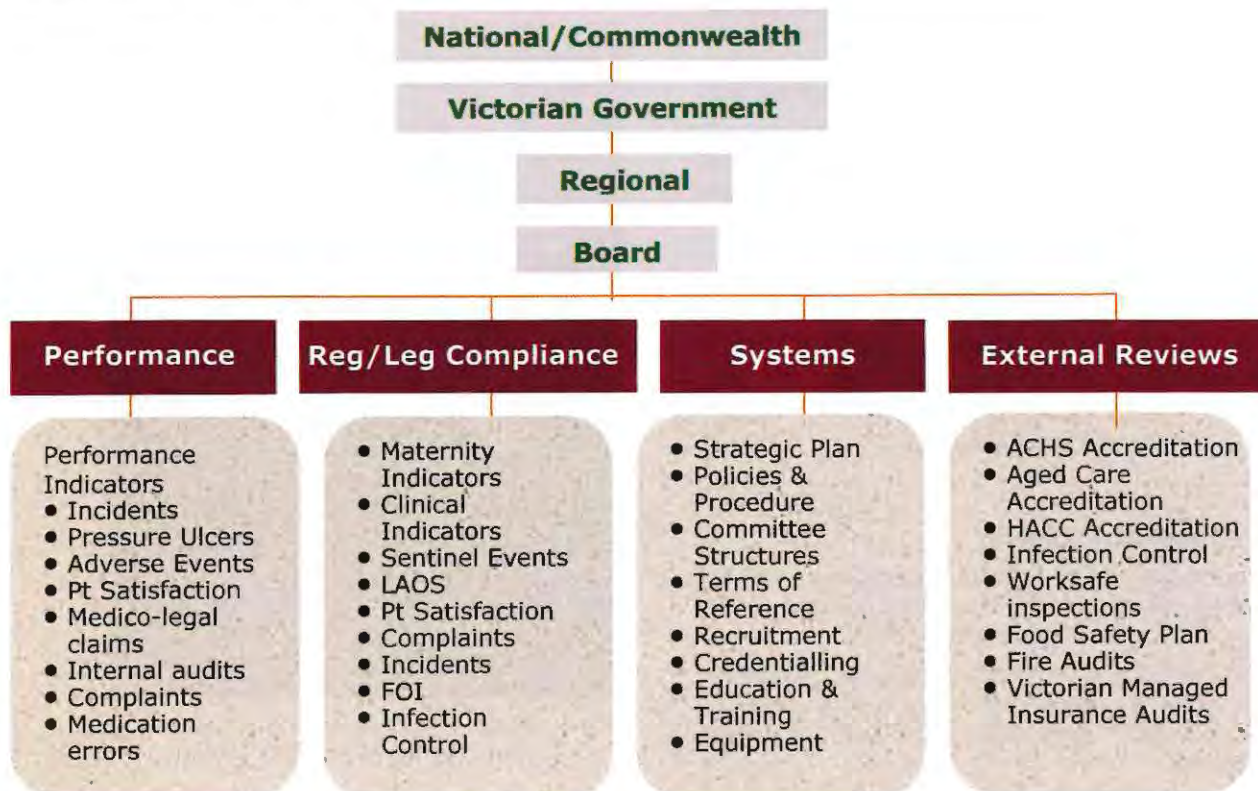 National/Commonwealth
Victorian Government
Regional
Board
Performance
Performance
Indicators
● Incidents
● Pressure Ulcers
● Adverse Events
● Pt Satisfaction
● Medico-legal
claims
● Internal audits
● Complaints
● Medication
errors
Reg/Leg Compliance
● Maternity
Indicators
● Clinical
Indicators
● Sentinel Events
● LAOS
● Pt Satisfaction
● Complaints
● Incidents
● FOI
● Infection
Control
Systems
● Strategic Plan
● Policies &
Procedure
● Committee
Structures
● Terms of
Reference
● Recruitment
● Credentialling
● Education &
Training
● Equipment
External Reviews
● ACHS Accreditation
● Aged Care
Accreditation
● HACC Accreditation
● Infection Control
● Worksafe
inspections
● Food Safety Plan
● Fire Audits
● Victorian Managed
Insurance Audits